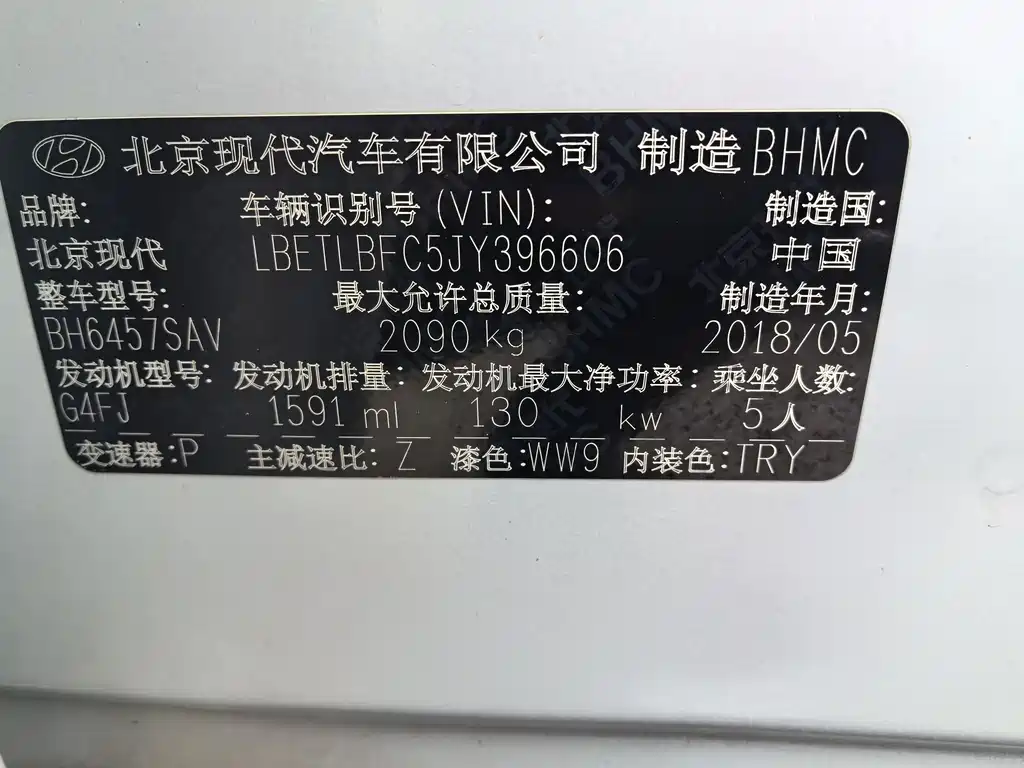 北京现代汽车有限公司 制造 BHMC
品牌: 车辆识别号 (VIN): 制造国:
北京现代 LBETLBFC5JY396606 中国
整车型号: 最大允许总质量: 制造年月:
BH6457SAV 2090 kg 2018/05
发动机型号: 发动机排量: 发动机最大净功率: 乘坐人数:
G4FJ 1591 ml 130 kw 5人
变速器:P 主减速比: Z 漆色:WW9 内装色:TRY